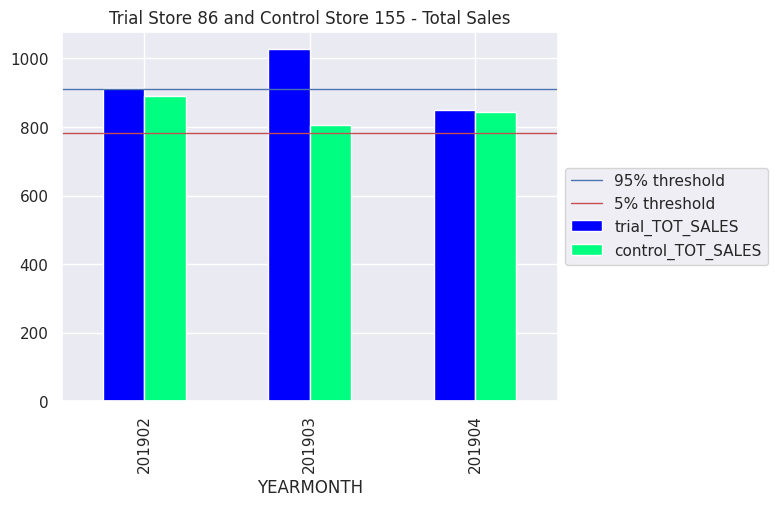 Trial Store 86 and Control Store 155 - Total Sales
1000
800
600
400
200
0
201902
201903
201904
YEARMONTH
95% threshold
5% threshold
trial_TOT_SALES
control_TOT_SALES